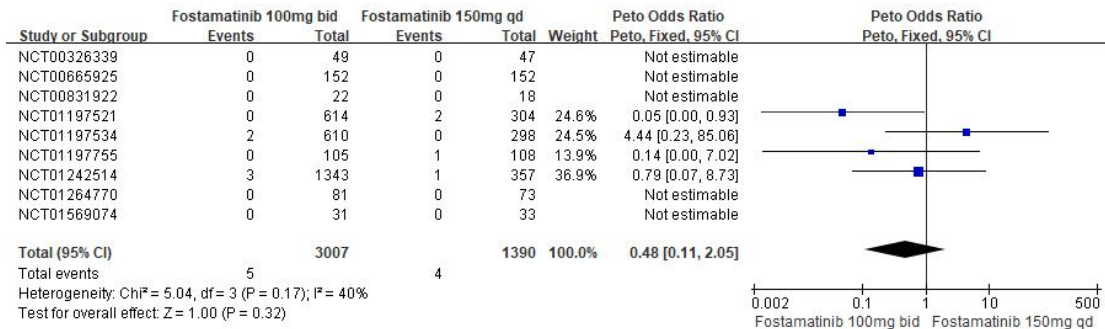 Fostamatinib 100mg bid Fostamatinib 150mg qd Peto Odds Ratio Peto Odds Ratio
Study or Subgroup Events Total Events Total Weight Peto, Fixed, 95% CI Peto, Fixed, 95% CI
NCT00326339 0 49 0 47 Not estimable
NCT00665925 0 152 0 152 Not estimable
NCT00831922 0 22 0 18 Not estimable
NCT01197521 0 614 2 304 24.6% 0.05 [0.00, 0.93]
NCT01197534 2 610 0 298 24.5% 4.44 [0.23, 85.06]
NCT01197755 0 105 1 108 13.9% 0.14 [0.00, 7.02]
NCT01242514 3 1343 1 357 36.9% 0.79 [0.07, 8.73]
NCT01264770 0 81 0 73 Not estimable
NCT01569074 0 31 0 33 Not estimable
Total (95% CI) 3007 1390 100.0% 0.48 [0.11, 2.05]
Total events 5 4
Heterogeneity: Chi² = 5.04, df = 3 (P = 0.17); I² = 40%
Test for overall effect: Z = 1.00 (P = 0.32)
0.002 0.1 1 10 500
Fostamatinib 100mg bid Fostamatinib 150mg qd